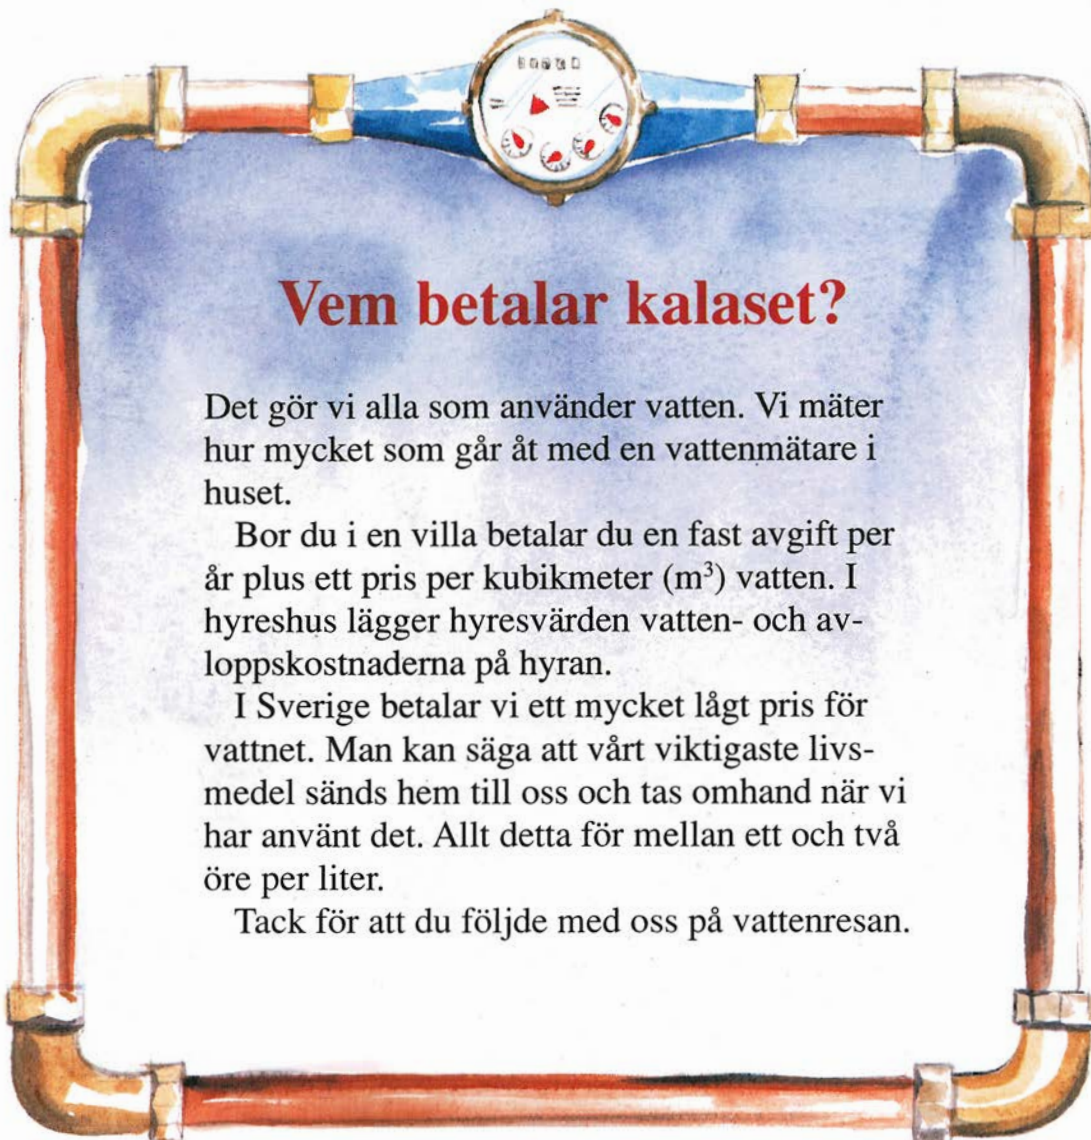 Vem betalar kalaset?
Det gör vi alla som använder vatten. Vi mäter
hur mycket som går åt med en vattenmätare i
huset.
Bor du i en villa betalar du en fast avgift per
år plus ett pris per kubikmeter (m³) vatten. I
hyreshus lägger hyresvärden vatten- och av-
loppskostnaderna på hyran.
I Sverige betalar vi ett mycket lågt pris för
vattnet. Man kan säga att vårt viktigaste livs-
medel sänds hem till oss och tas omhand när vi
har använt det. Allt detta för mellan ett och två
öre per liter.
Tack för att du följde med oss på vattenresan.